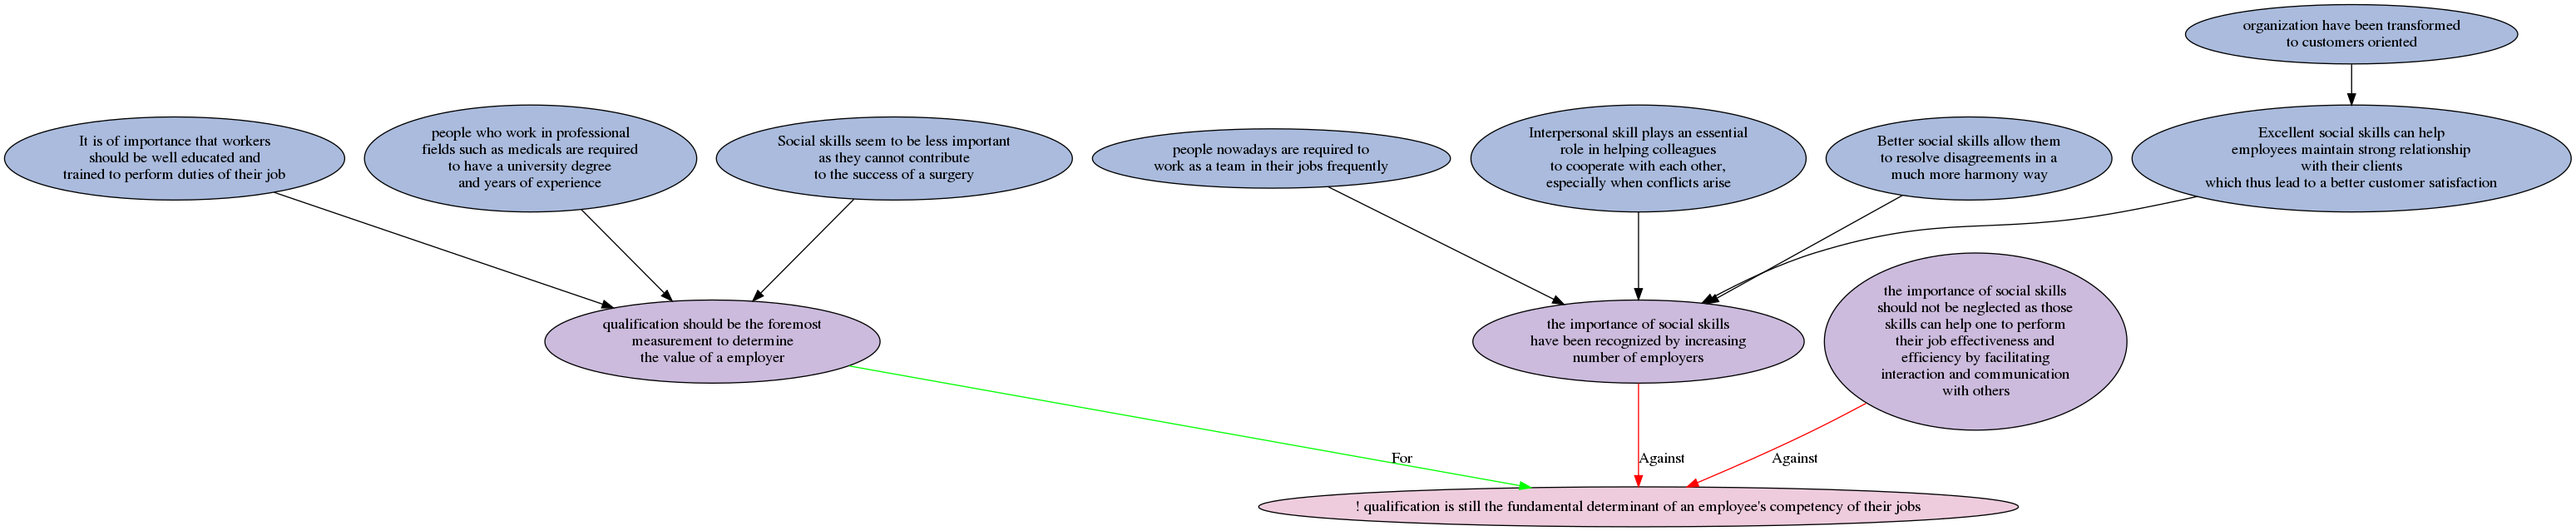 organization have been transformed
to customers oriented
It is of importance that workers
should be well educated and
trained to perform duties of their job
people who work in professional
fields such as medicals are required
to have a university degree
and years of experience
Social skills seem to be less important
as they cannot contribute
to the success of a surgery
people nowadays are required to
work as a team in their jobs frequently
Interpersonal skill plays an essential
role in helping colleagues
to cooperate with each other,
especially when conflicts arise
Better social skills allow them
to resolve disagreements in a
much more harmony way
Excellent social skills can help
employees maintain strong relationship
with their clients
which thus lead to a better customer satisfaction
qualification should be the foremost
measurement to determine
the value of a employer
the importance of social skills
have been recognized by increasing
number of employers
the importance of social skills
should not be neglected as those
skills can help one to perform
their job effectiveness and
efficiency by facilitating
interaction and communication
with others
For
Against
Against
! qualification is still the fundamental determinant of an employee's competency of their jobs